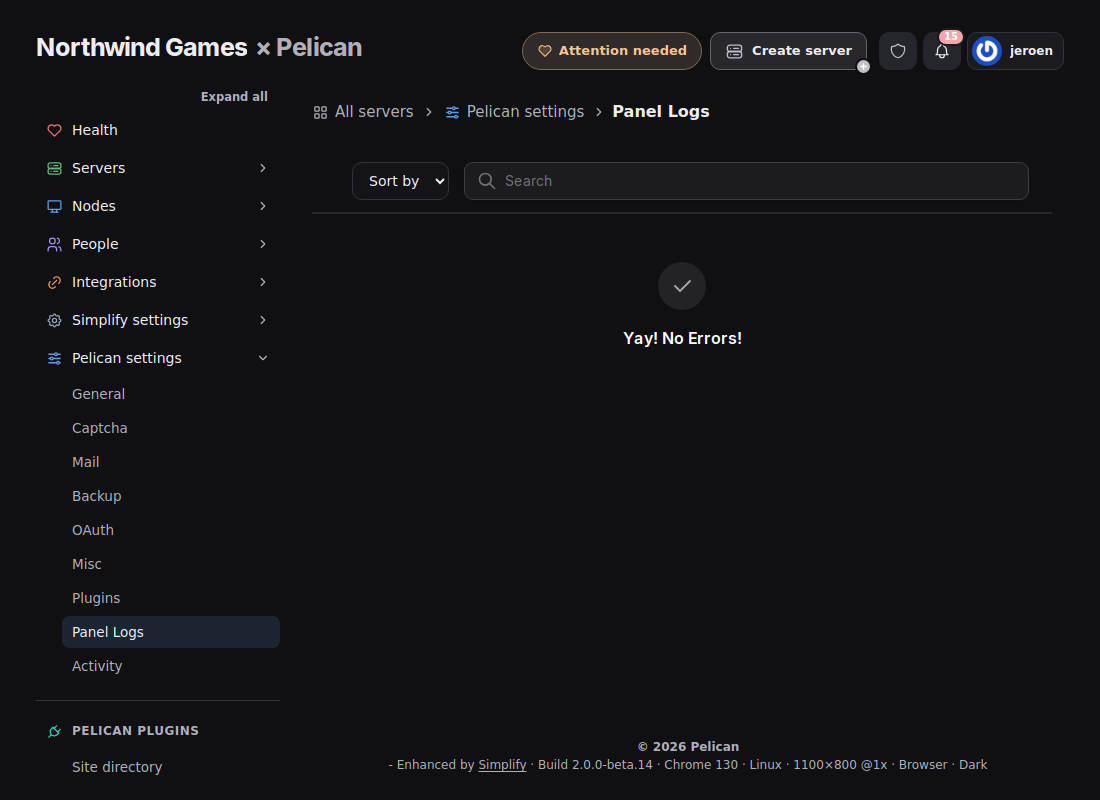 Northwind Games × Pelican
Attention needed
Create server
15
jeroen
Expand all
Health
Servers
Nodes
People
Integrations
Simplify settings
Pelican settings
General
Captcha
Mail
Backup
OAuth
Misc
Plugins
Panel Logs
Activity
PELICAN PLUGINS
Site directory
All servers > Pelican settings > Panel Logs
Sort by
Search
Yay! No Errors!
© 2026 Pelican
- Enhanced by Simplify · Build 2.0.0-beta.14 · Chrome 130 · Linux · 1100×800 @1x · Browser · Dark